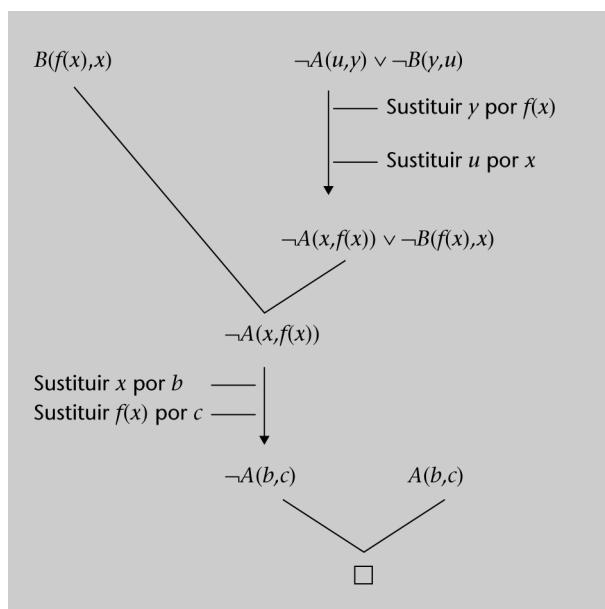 B(f(x),x)
¬A(u,y) ∨ ¬B(y,u)
Sustituir y por f(x)
Sustituir u por x
¬A(x,f(x)) ∨ ¬B(f(x),x)
¬A(x,f(x))
Sustituir x por b
Sustituir f(x) por c
¬A(b,c)
A(b,c)